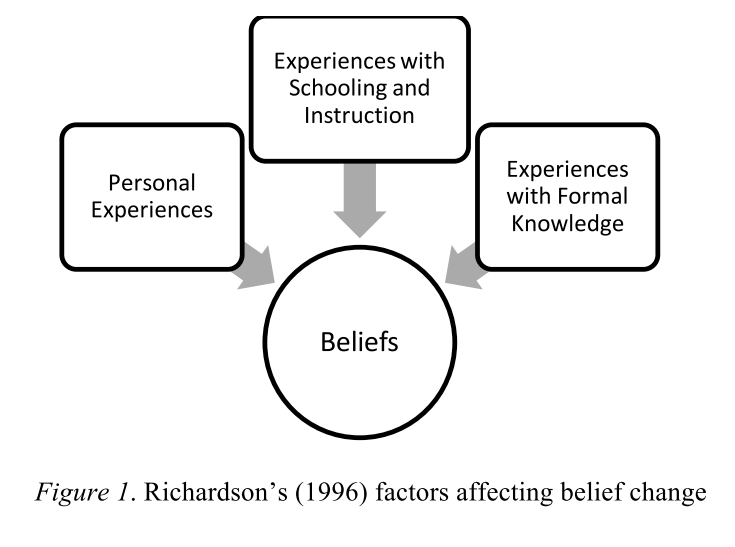 Experiences with
Schooling and
Instruction
Personal
Experiences
Experiences
with Formal
Knowledge
Beliefs
Figure 1. Richardson’s (1996) factors affecting belief change